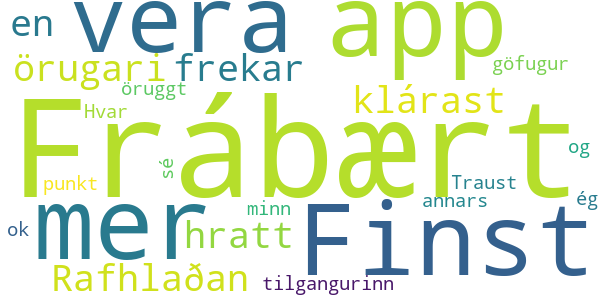 en vera app
örugari frekar göfugur
öruggt klárast
Hvar
Frábært
sé og
punkt Traust
mer minn Finst annars ég
ok hratt
Rafhlaðan tilgangurinn